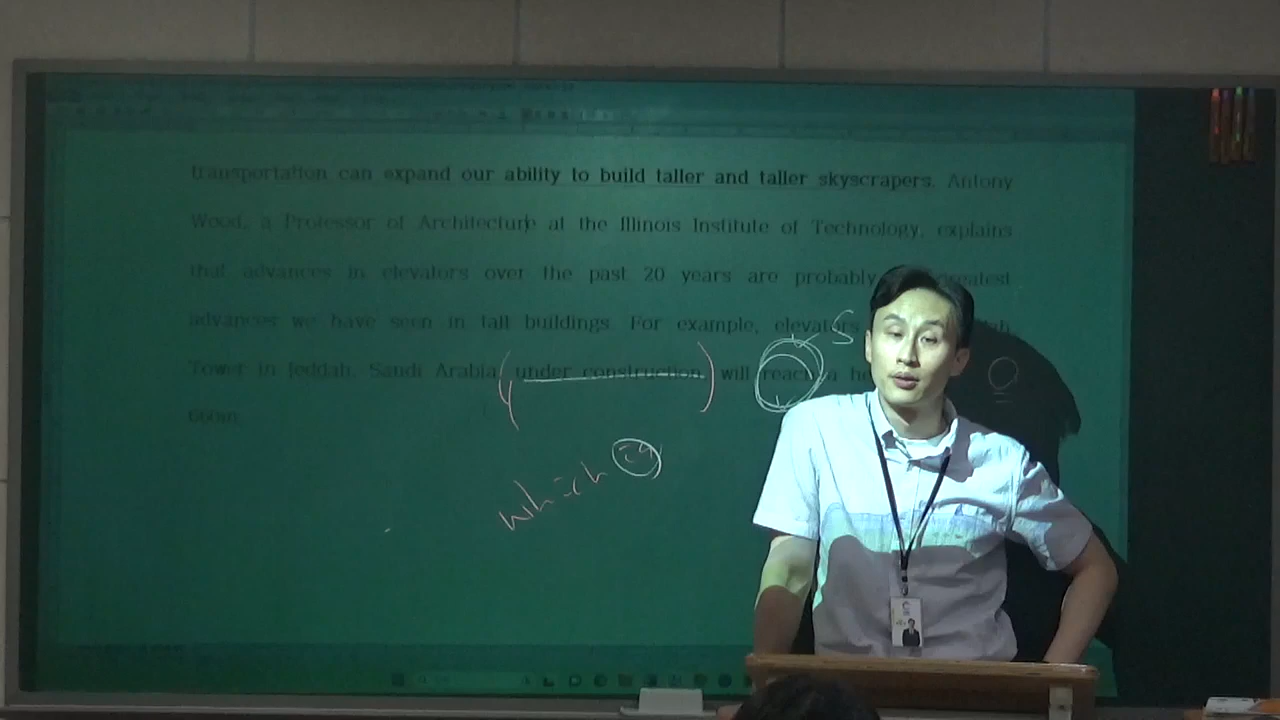 transportation can expand our ability to build taller and taller skyscrapers. Antony
Wood, a Professor of Architecture at the Illinois Institute of Technology, explains
that advances in elevators over the past 20 years are probably greatest
advances we have seen in tall buildings. For example, elevators
S
Tower in Jeddah, Saudi Arabia, under construction, will reach a
which is